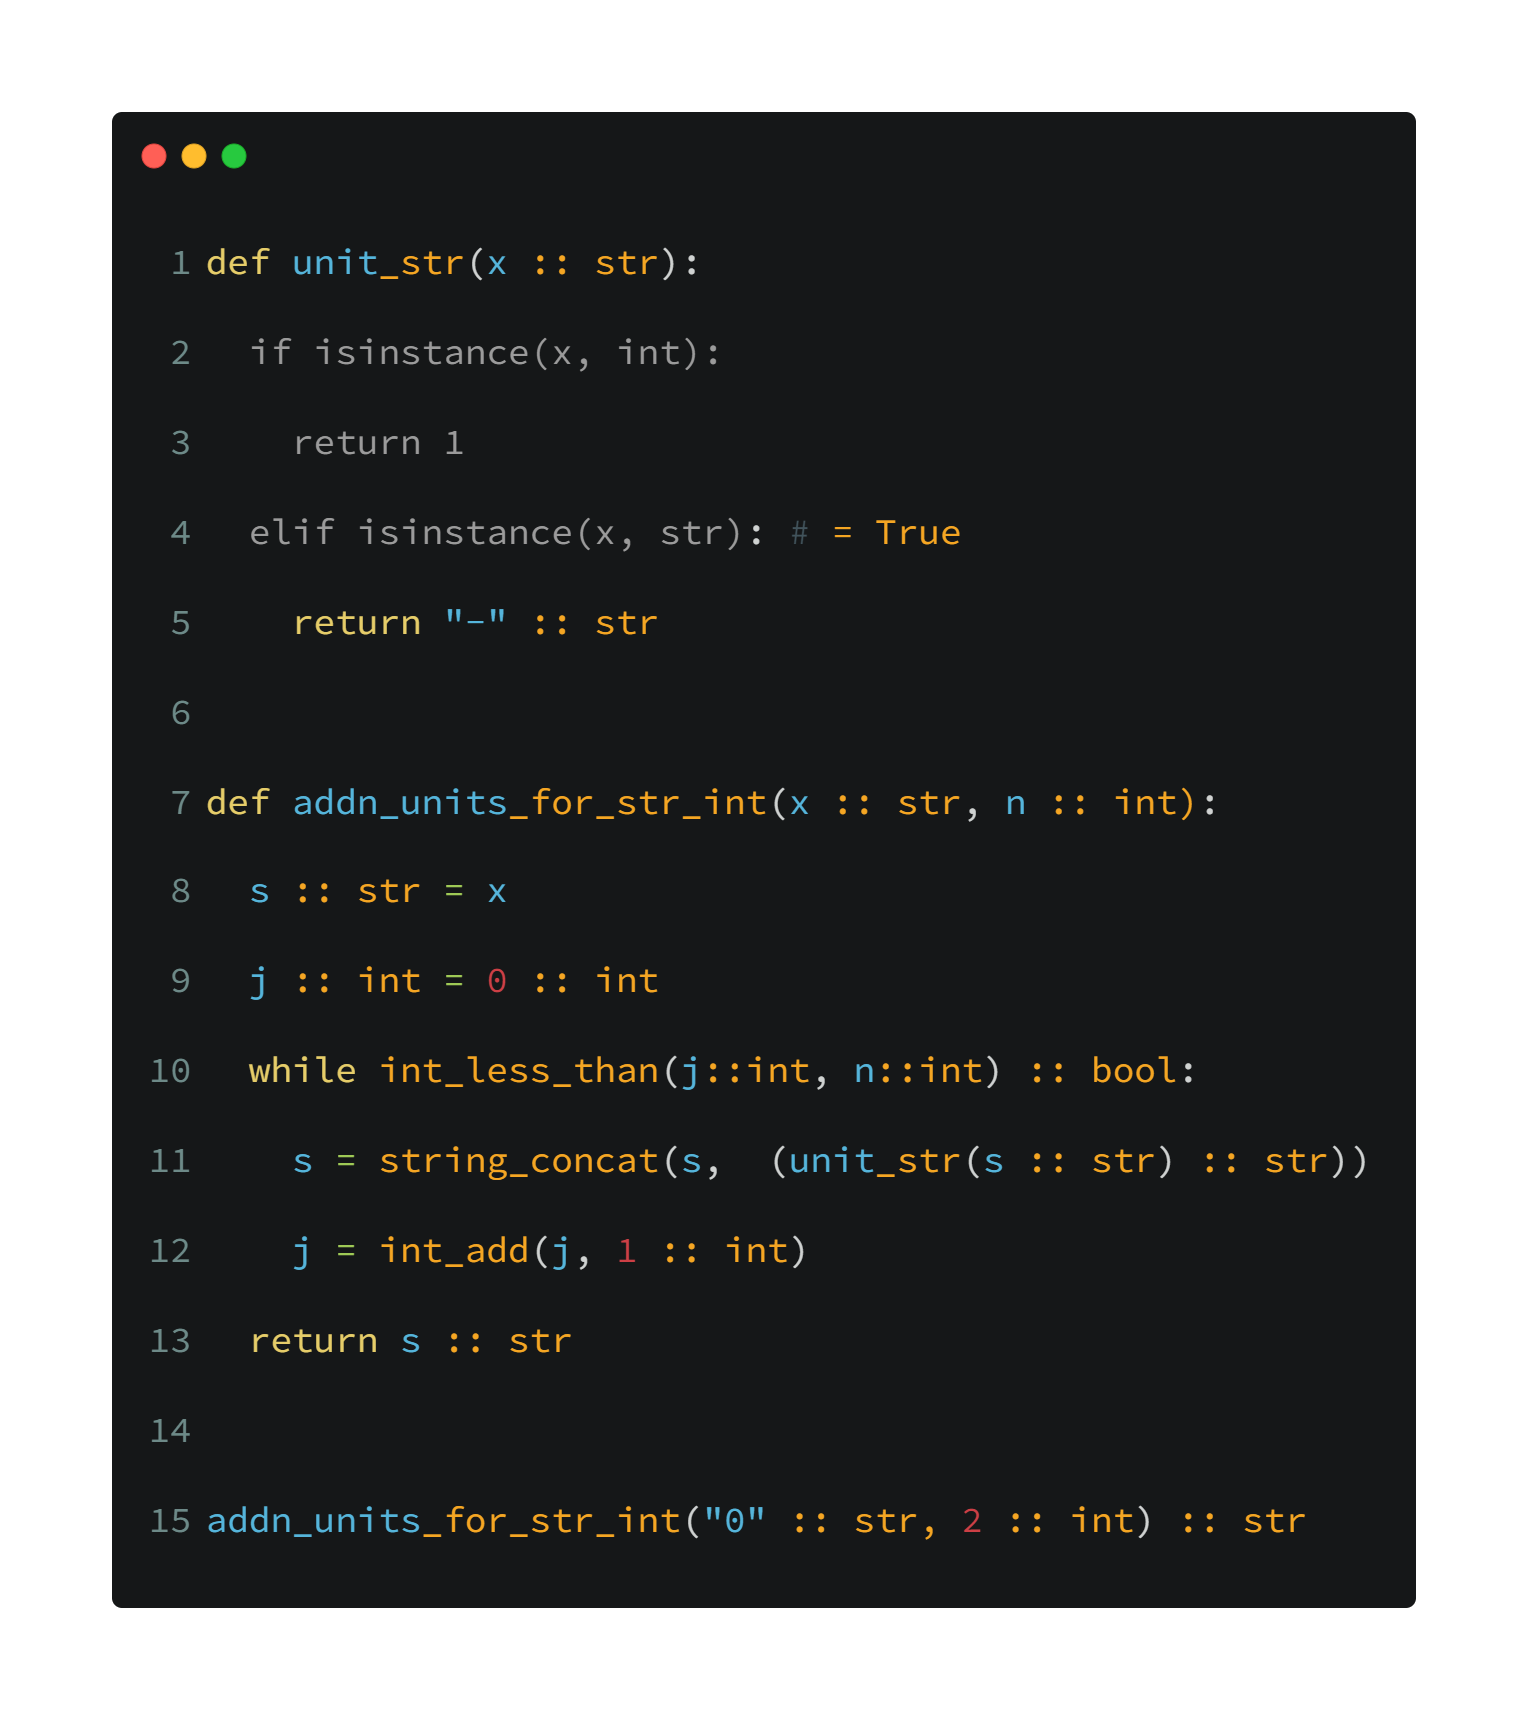 1 def unit_str(x :: str):
2   if isinstance(x, int):
3     return 1
4   elif isinstance(x, str): # = True
5     return "-" :: str
6
7 def addn_units_for_str_int(x :: str, n :: int):
8   s :: str = x
9   j :: int = 0 :: int
10   while int_less_than(j::int, n::int) :: bool:
11     s = string_concat(s,  (unit_str(s :: str) :: str))
12     j = int_add(j, 1 :: int)
13   return s :: str
14
15 addn_units_for_str_int("0" :: str, 2 :: int) :: str